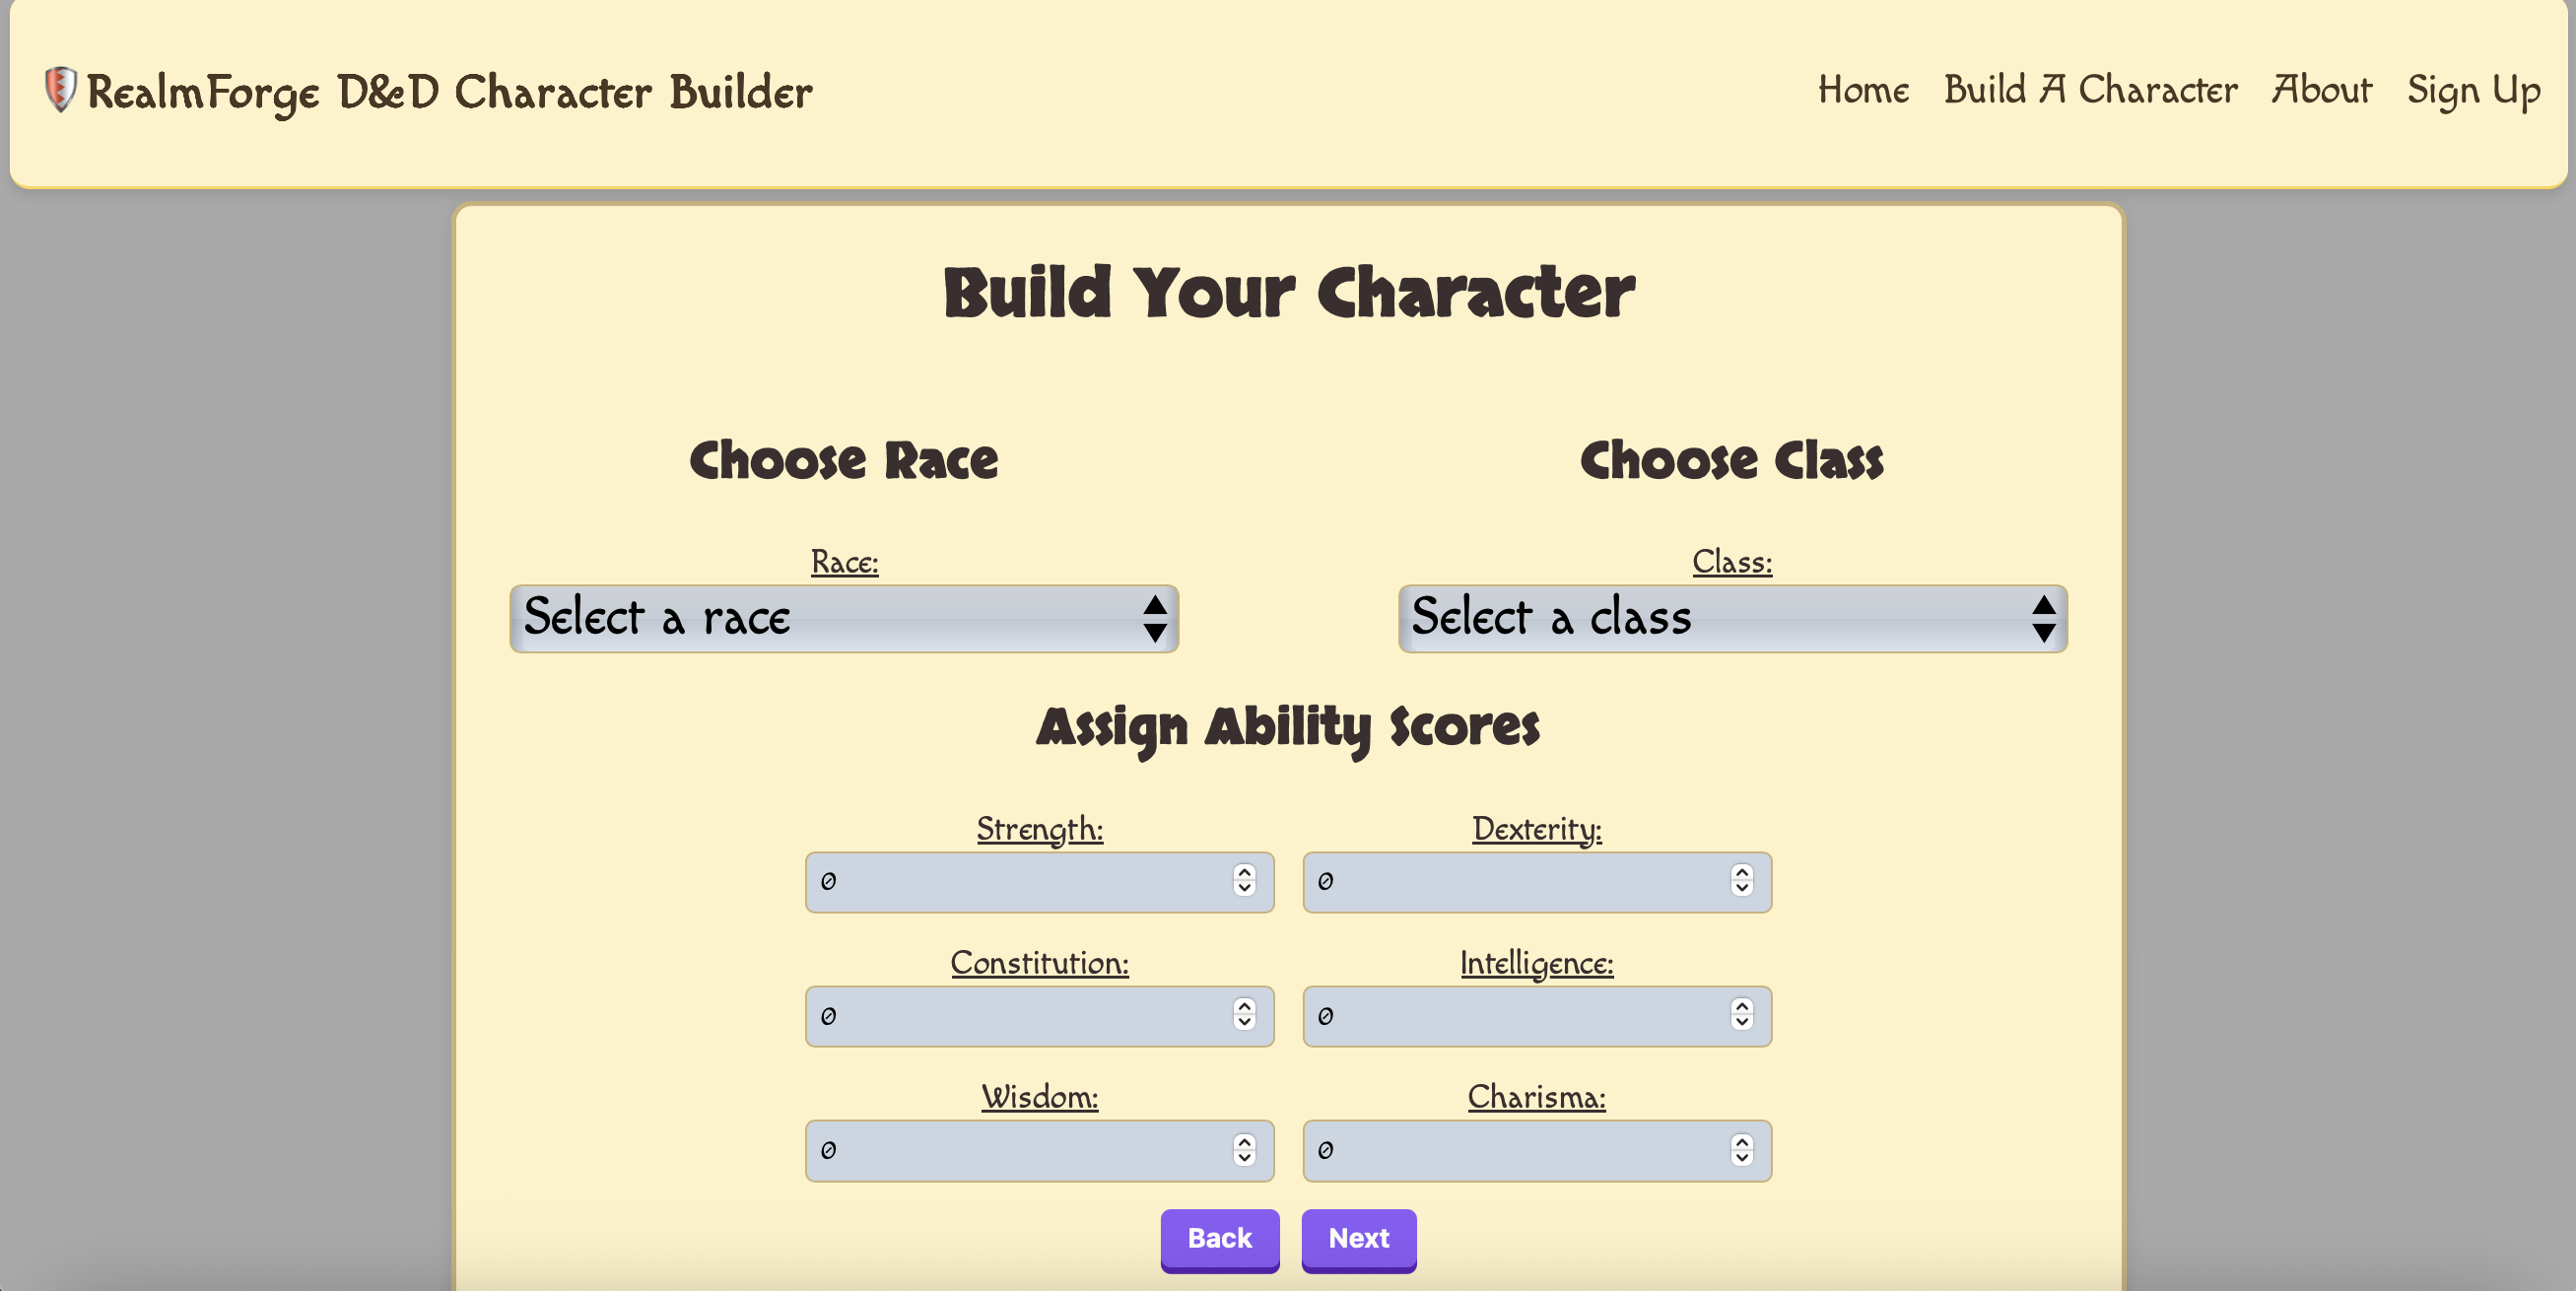 RealmForge D&D Character Builder
Home Build A Character About Sign Up
Build Your Character
Choose Race
Choose Class
Race:
Class:
Select a race
Select a class
Assign Ability Scores
Strength:
Dexterity:
0
0
Constitution:
Intelligence:
0
0
Wisdom:
Charisma:
0
0
Back
Next